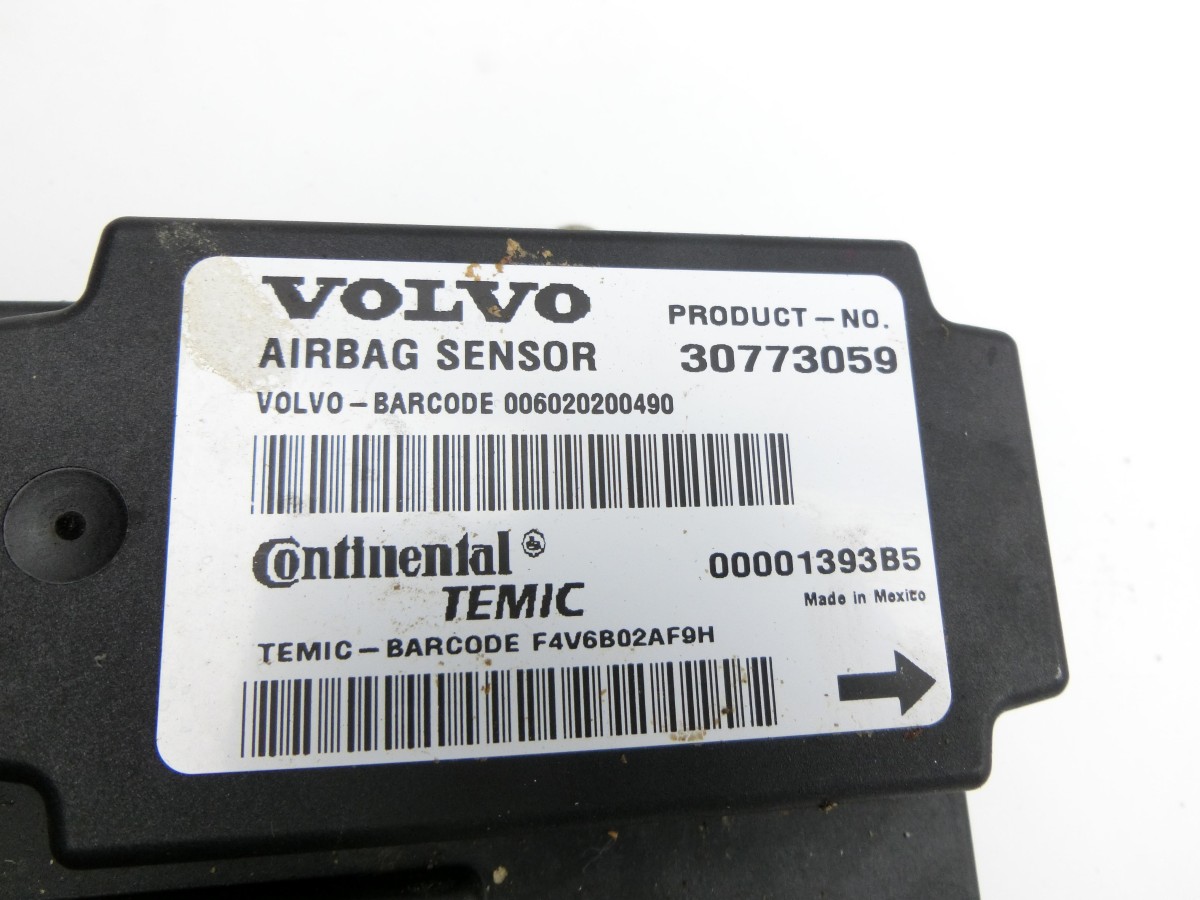 VOLVO
PRODUCT-NO.
AIRBAG SENSOR 30773059
VOLVO-BARCODE 006020200490
Continental
00001393B5
TEMIC
Made in Mexico
TEMIC-BARCODE F4V6B02AF9H